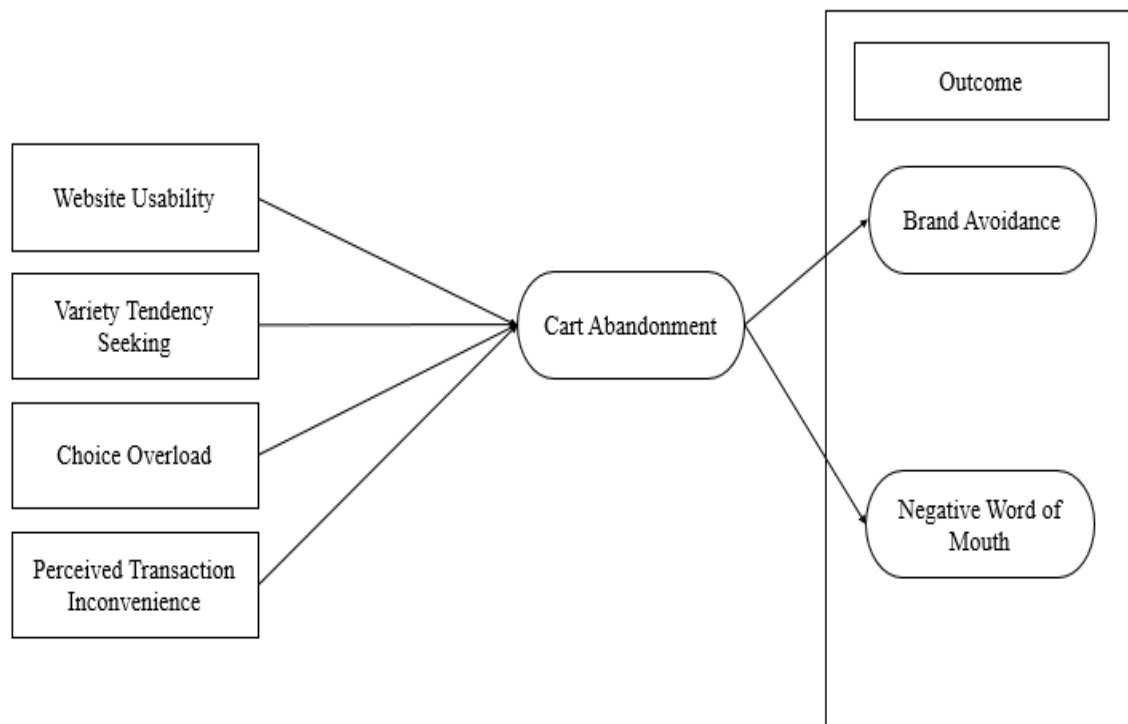 Outcome
Website Usability
Brand Avoidance
Variety Tendency
Seeking
Cart Abandonment
Choice Overload
Negative Word of
Mouth
Perceived Transaction
Inconvenience